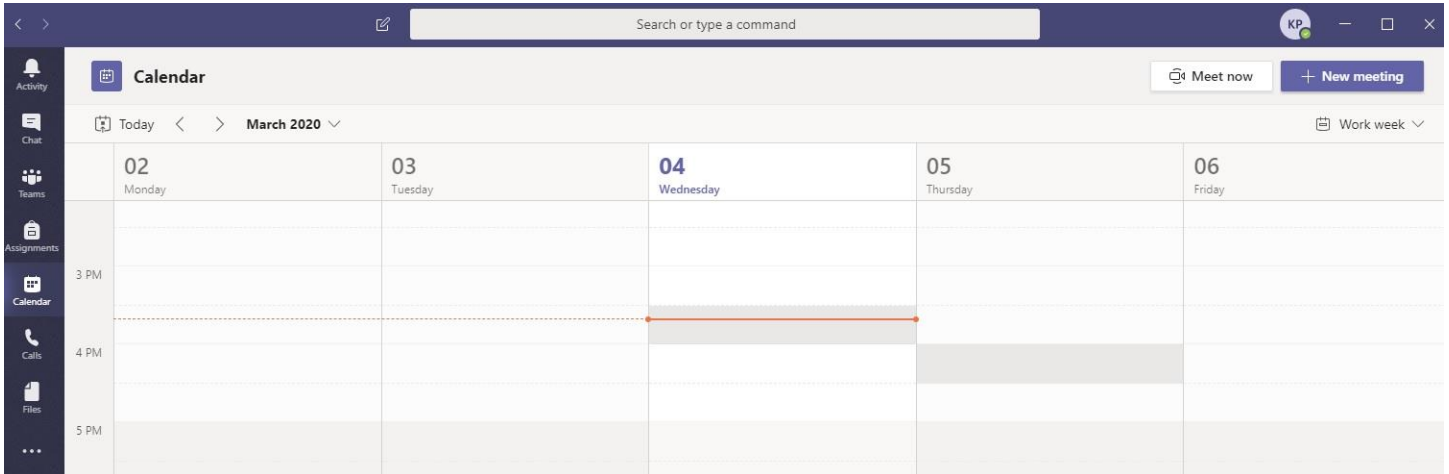 Search or type a command
KP
Activity
Chat
Teams
Assignments
Calendar
Calls
Files
Calendar
Meet now
New meeting
Today March 2020 Work week
02 03 04 05 06
Monday Tuesday Wednesday Thursday Friday
3 PM
4 PM
5 PM